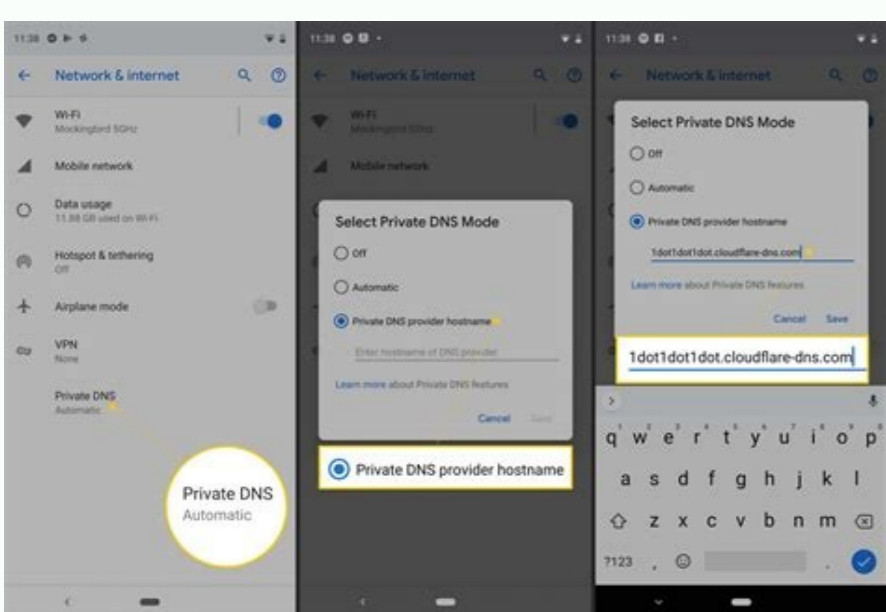 11:38
Network & internet
Wi-Fi
Mockingbird 5GHz
Mobile network
Data usage
11.88 GB used on Wi-Fi
Hotspot & tethering
Off
Airplane mode
VPN
None
Private DNS
Automatic
Private DNS
Automatic
11:38
Network & internet
Wi-Fi
Mockingbird 5GHz
Mobile network
Select Private DNS Mode
Off
Automatic
Private DNS provider hostname
Enter hostname of DNS provider
Learn more about Private DNS features
Cancel Save
Private DNS provider hostname
11:38
Network & internet
Select Private DNS Mode
Off
Automatic
Private DNS provider hostname
1dot1dot1dot.cloudflare-dns.com
Learn more about Private DNS features
Cancel Save
1dot1dot1dot.cloudflare-dns.com
q w e r t y u i o p
a s d f g h j k l
z x c v b n m
?123 , .